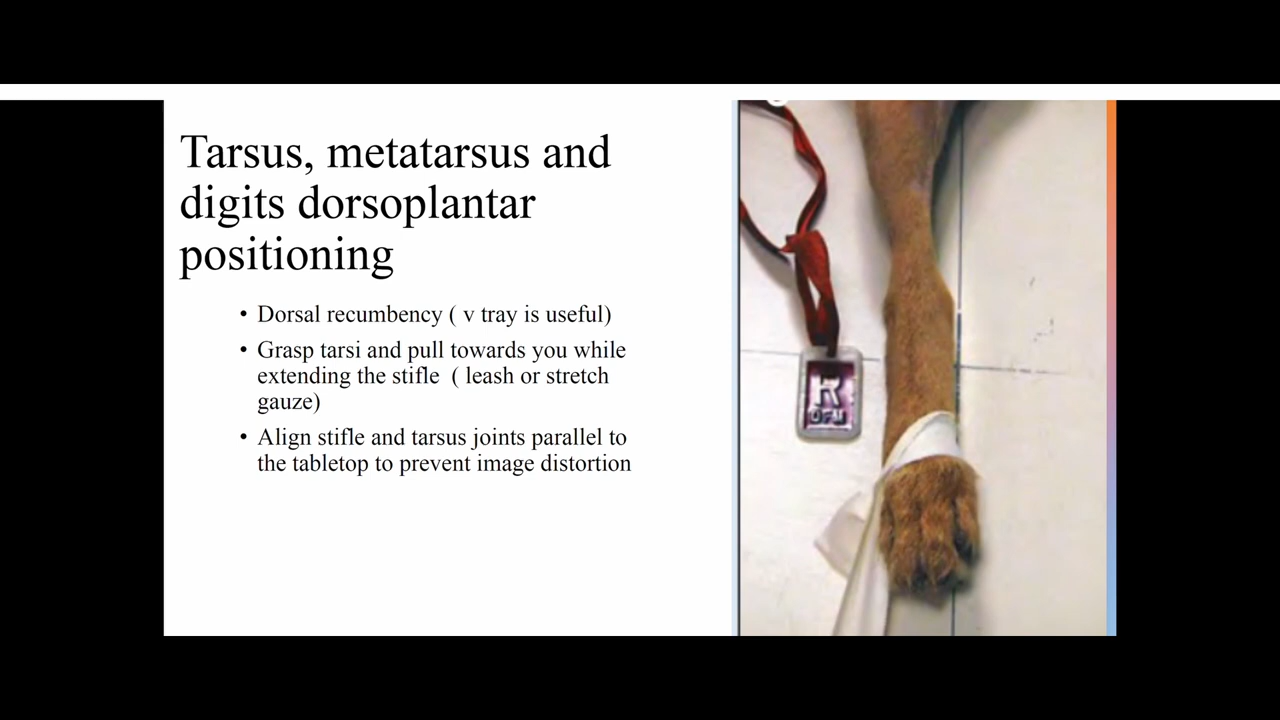 Tarsus, metatarsus and
digits dorsoplantar
positioning
• Dorsal recumbency ( v tray is useful)
• Grasp tarsi and pull towards you while
extending the stifle ( leash or stretch
gauze)
• Align stifle and tarsus joints parallel to
the tabletop to prevent image distortion
R